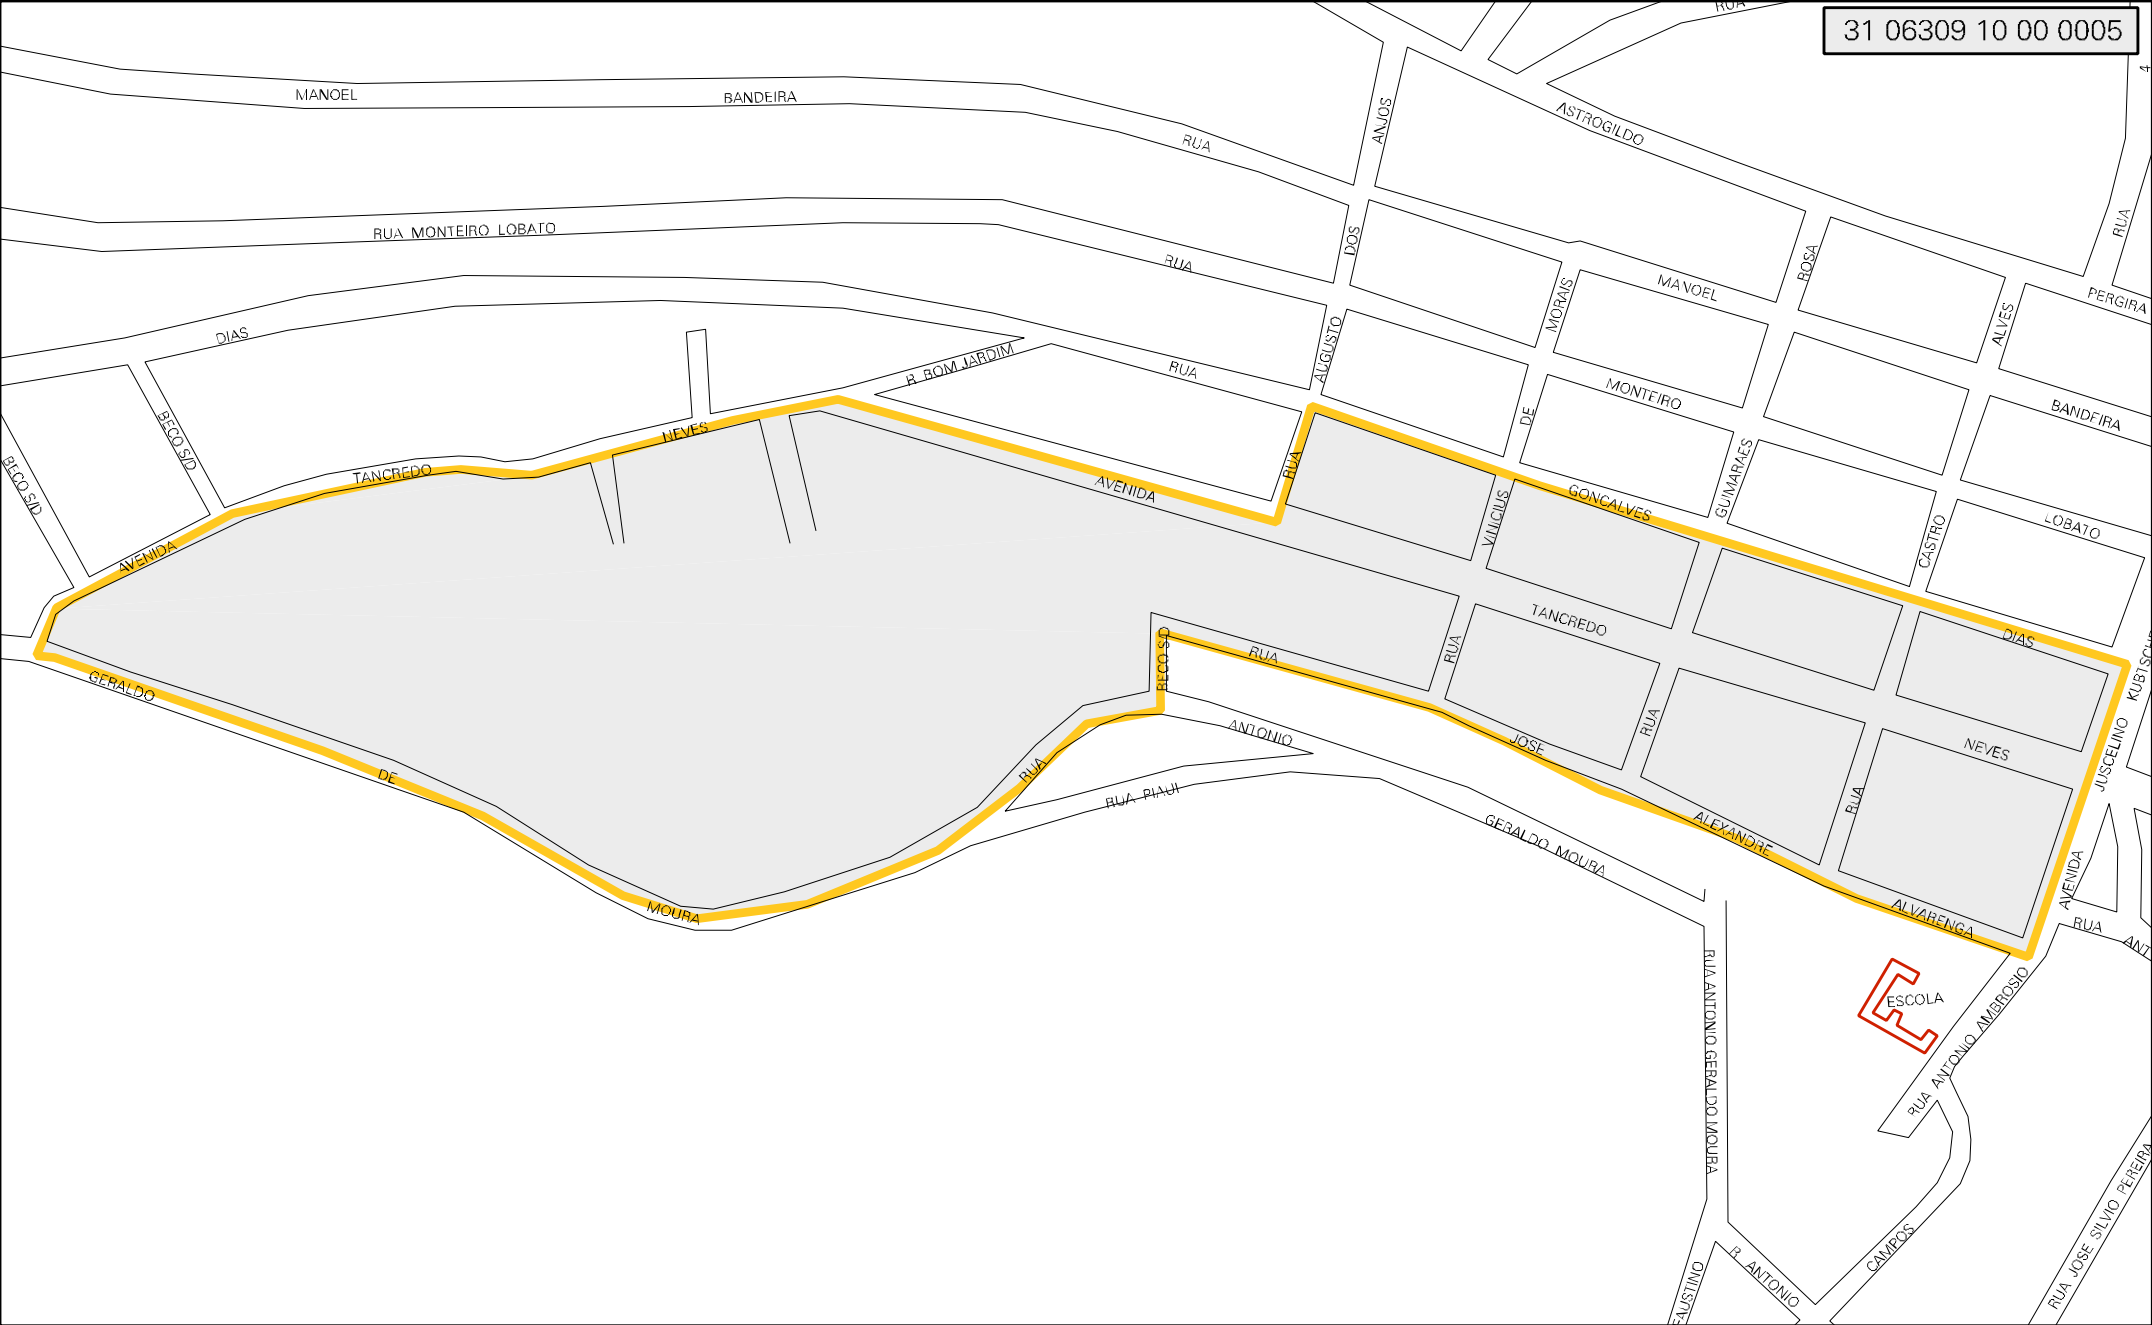 RUA
31 06309 10 00 0005
4
MANOEL
BANDEIRA
RUA
ANJOS
ASTROGILDO
RUA MONTEIRO LOBATO
RUA
DOS
MORAIS
MANOEL
ROSA
RUA
PERGIRA
ALVES
DIAS
R. BOM JARDIM
RUA
AUGUSTO
DE
MONTEIRO
BANDEIRA
BECO S/D
BECO S/D
TANCREDO
NEVES
AVENIDA
RUA
VINICIUS
GONCALVES
GUIMARAES
CASTRO
LOBATO
AVENIDA
GERALDO
DE
MOURA
RUA
BECO S/D
RUA
ANTONIO
RUA PIAUI
RUA
TANCREDO
DIAS
JOSE
RUA
RUA
NEVES
JUSCELINO
GERALDO MOURA
ALEXANDRE
ALVARENGA
AVENIDA
RUA
ANT
ESCOLA
RUA ANTONIO AMBROSIO
RUA ANTONIO GERALDO MOURA
CAMPOS
R. ANTONIO
FAUSTINO
RUA JOSE SILVIO PEREIRA